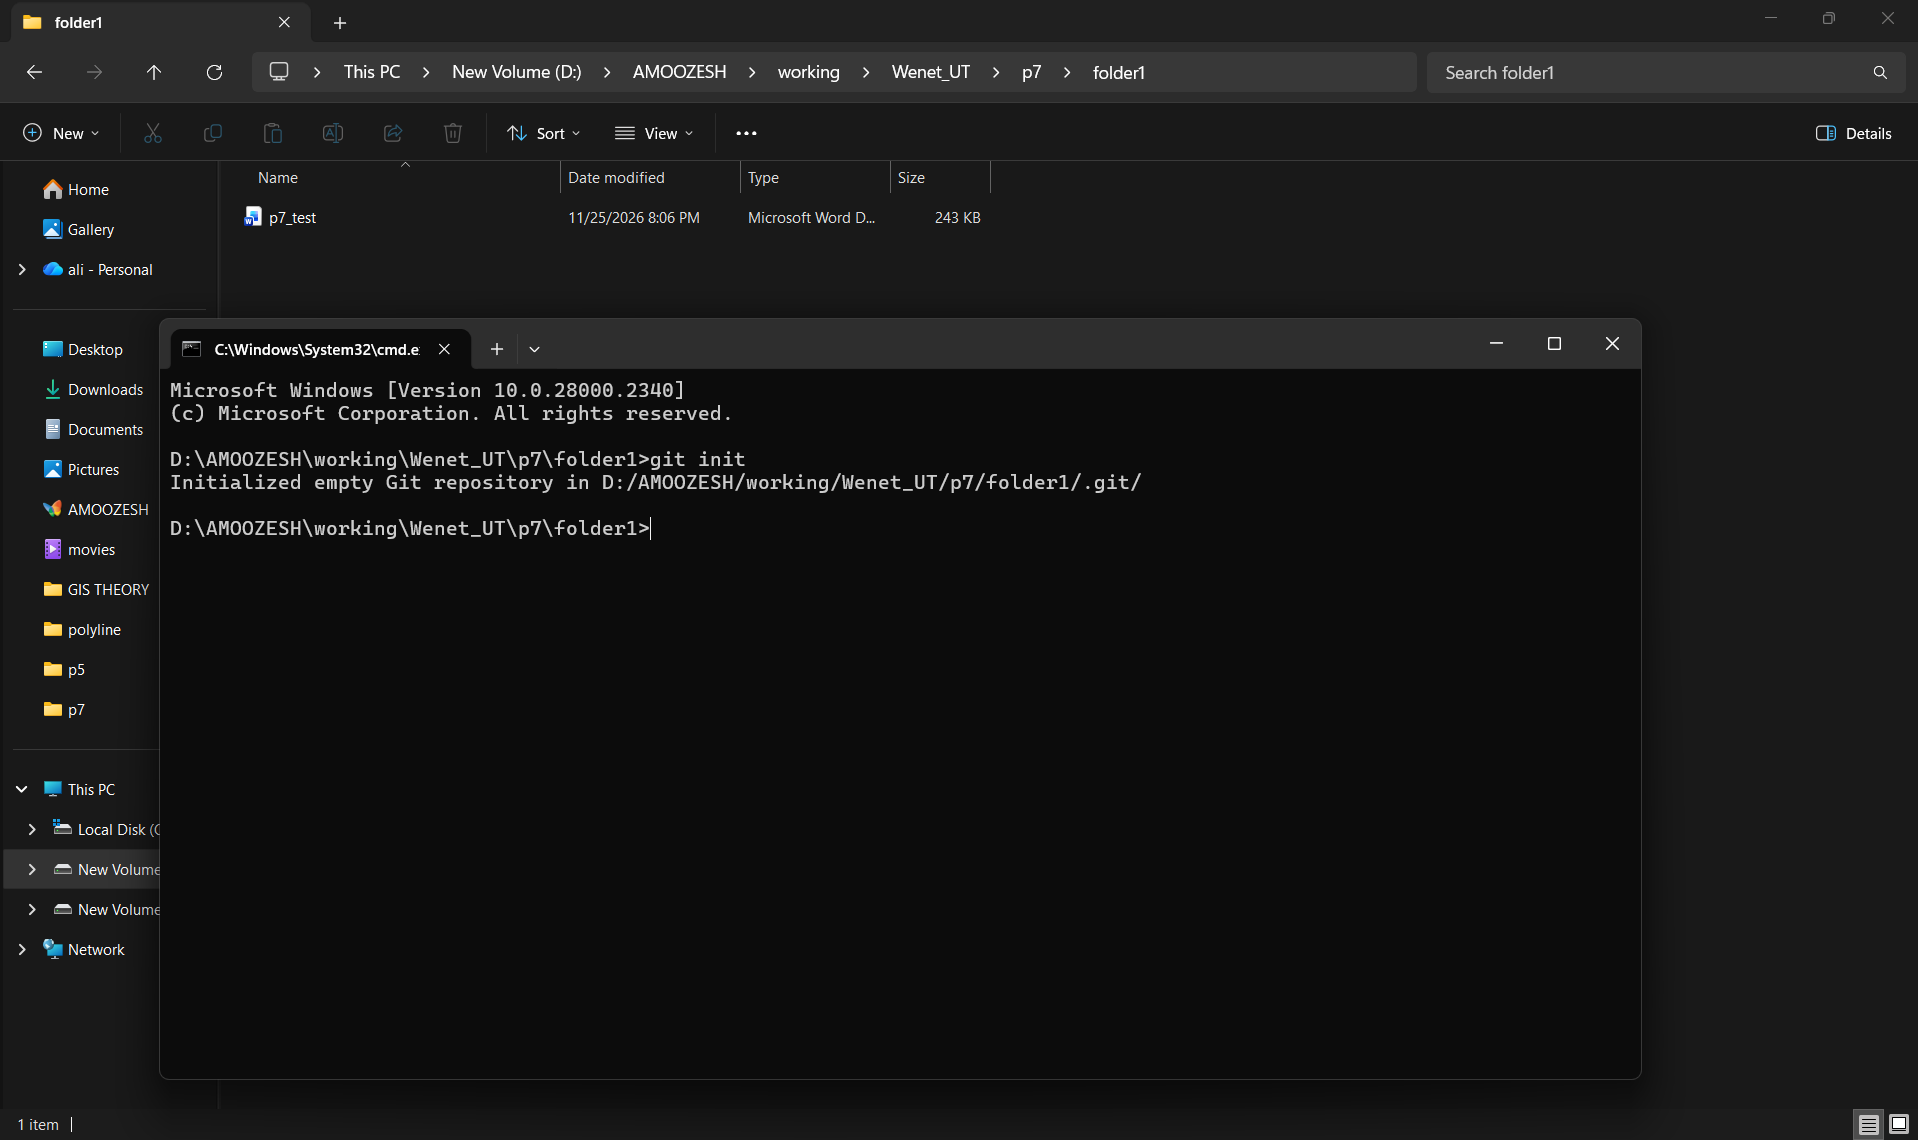 folder1
This PC
New Volume (D:)
AMOOZESH
working
Wenet_UT
p7
folder1
Search folder1
New
Sort
View
Details
Home
Gallery
ali - Personal
Desktop
Downloads
Documents
Pictures
AMOOZESH
movies
GIS THEORY
polyline
p5
p7
This PC
Local Disk (C
New Volume
New Volume
Network
Name
Date modified
Type
Size
p7_test
11/25/2026 8:06 PM
Microsoft Word D...
243 KB
C:\Windows\System32\cmd.e
Microsoft Windows [Version 10.0.28000.2340]
(c) Microsoft Corporation. All rights reserved.
D:\AMOOZESH\working\Wenet_UT\p7\folder1>git init
Initialized empty Git repository in D:/AMOOZESH/working/Wenet_UT/p7/folder1/.git/
D:\AMOOZESH\working\Wenet_UT\p7\folder1>
1 item